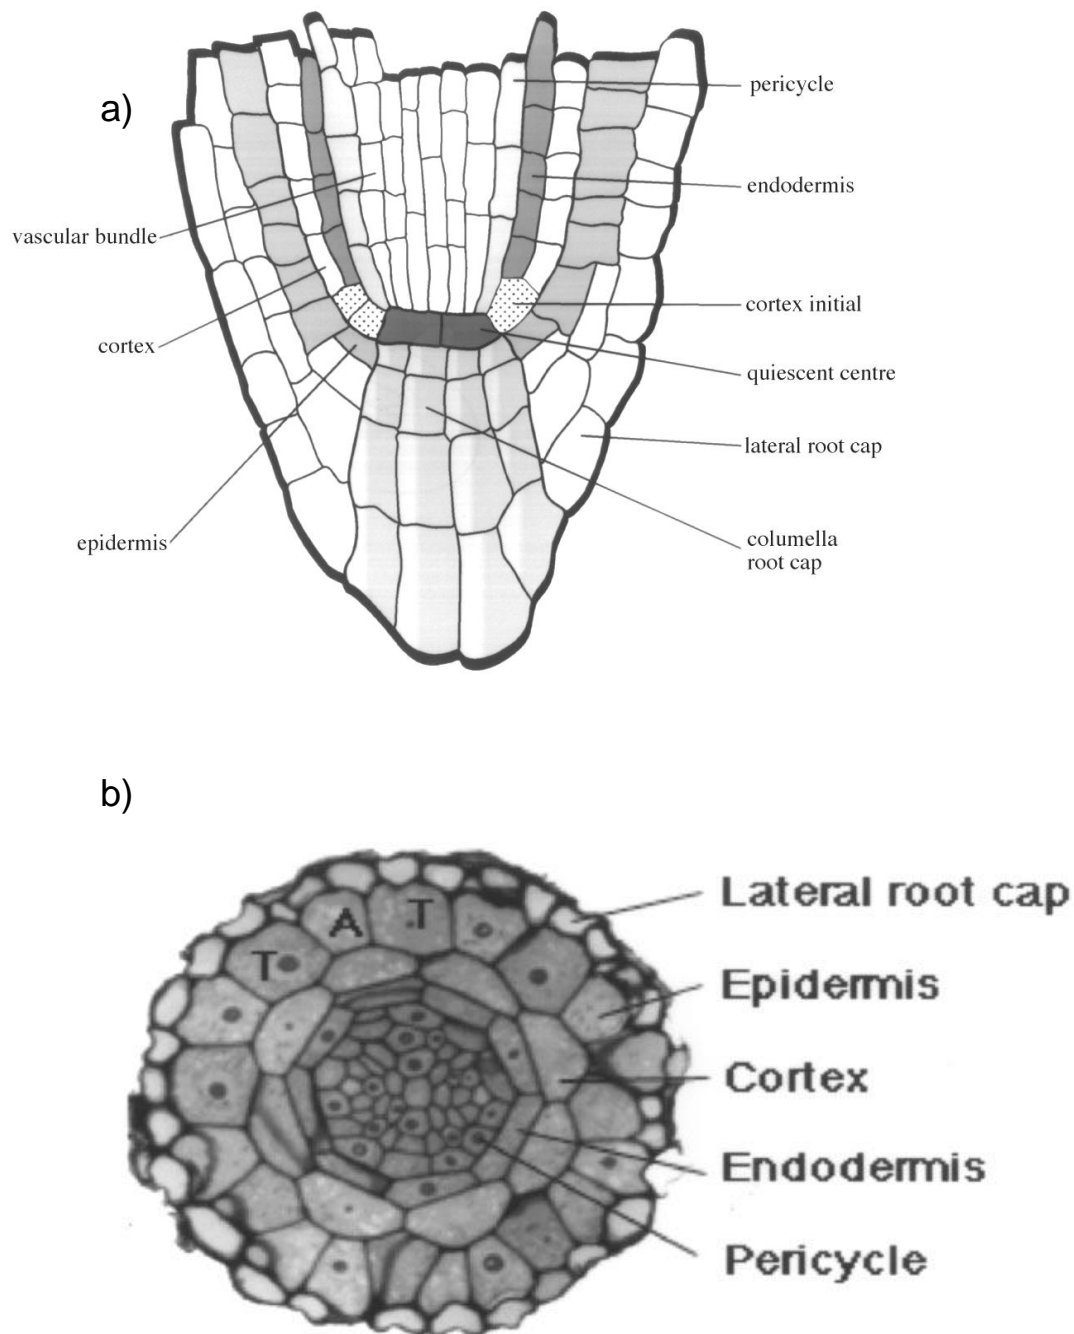 a)
pericycle
endodermis
vascular bundle
cortex initial
cortex
quiescent centre
lateral root cap
epidermis
columella
root cap
b)
Lateral root cap
A
T
T
Epidermis
Cortex
Endodermis
Pericycle